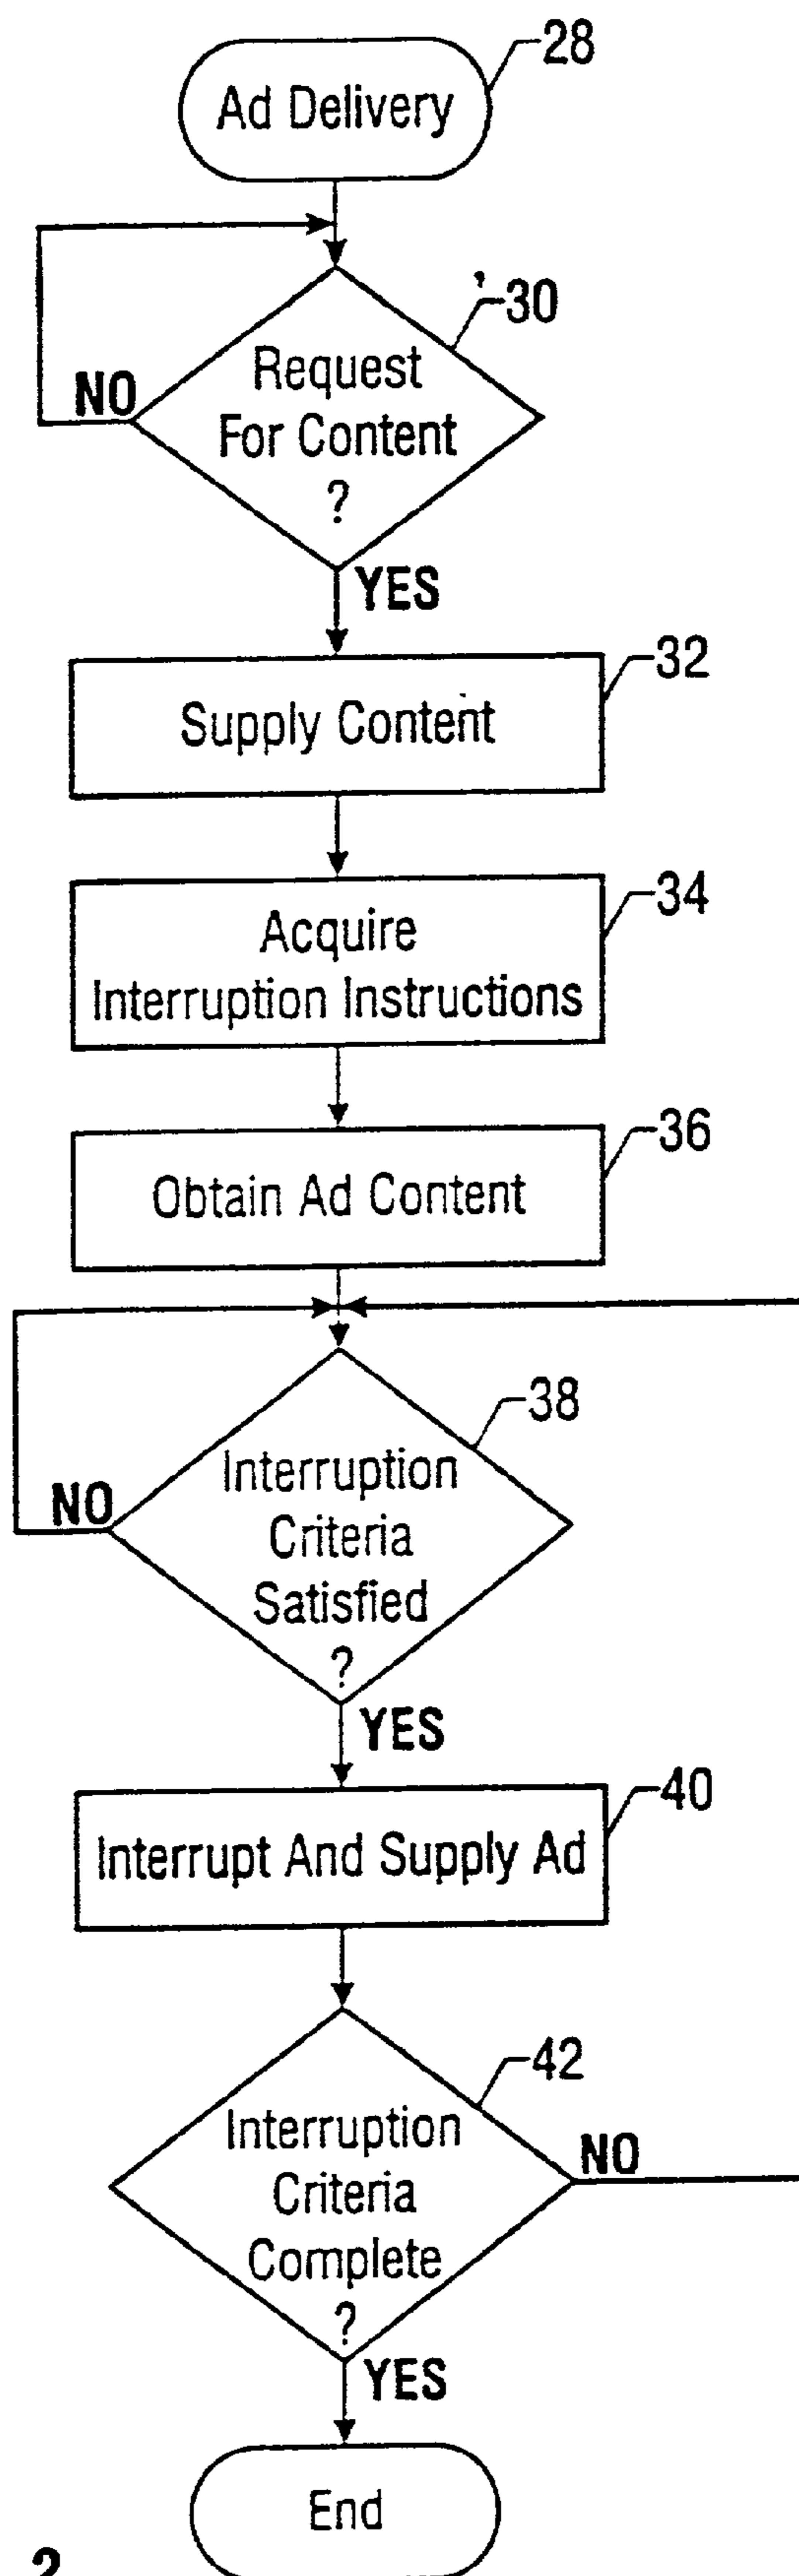 Ad Delivery
28
30
Request
For Content
?
NO
YES
Supply Content
32
Acquire
Interruption Instructions
34
Obtain Ad Content
36
38
Interruption
Criteria
Satisfied
?
NO
YES
Interrupt And Supply Ad
40
42
Interruption
Criteria
Complete
?
NO
YES
End
2